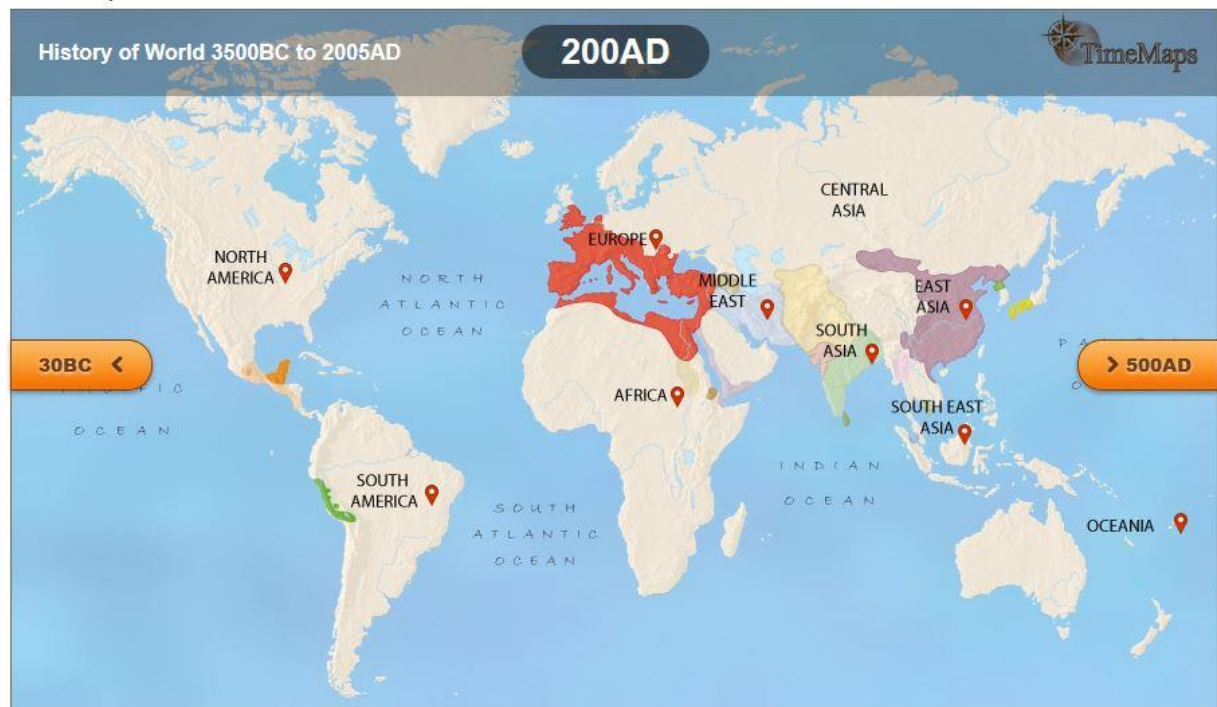 History of World 3500BC to 2005AD
200AD
TimeMaps
CENTRAL
ASIA
EUROPE
NORTH
AMERICA
NORTH
ATLANTIC
OCEAN
MIDDLE
EAST
EAST
ASIA
SOUTH
ASIA
30BC <
> 500AD
PACIFIC
OCEAN
AFRICA
SOUTH EAST
ASIA
INDIAN
OCEAN
SOUTH
AMERICA
SOUTH
ATLANTIC
OCEAN
OCEANIA